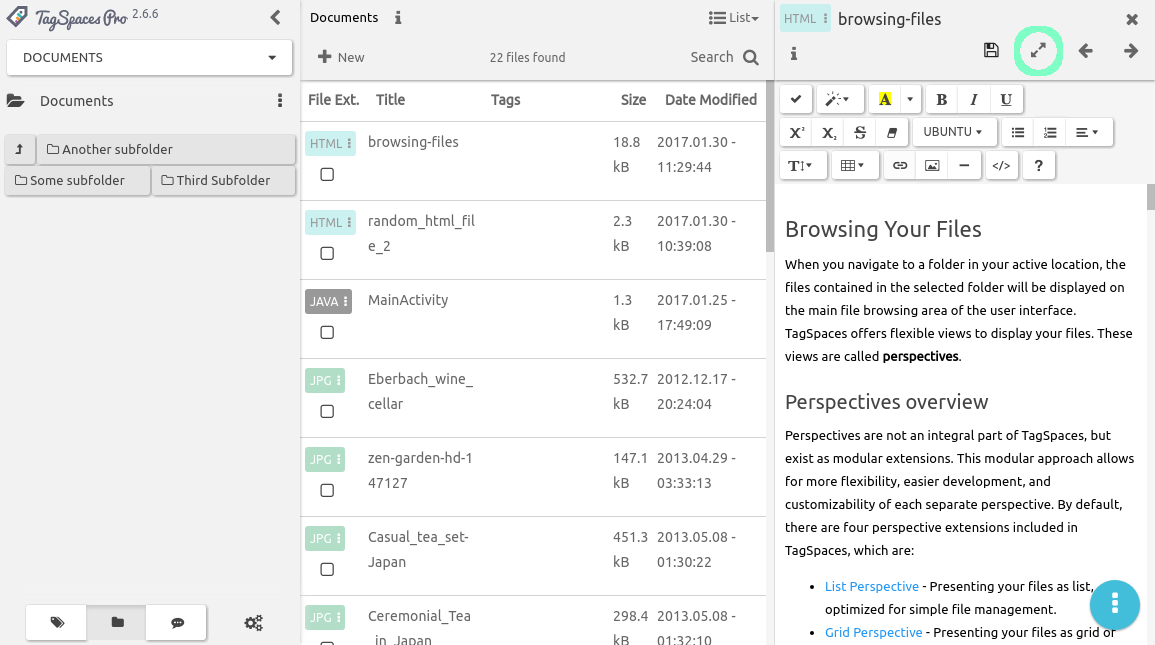 TagSpaces Pro 2.6.6
DOCUMENTS
Documents
Another subfolder
Some subfolder
Third Subfolder
Documents
List
New
22 files found
Search
File Ext. Title Tags Size Date Modified
HTML browsing-files 18.8 kB 2017.01.30 - 11:29:44
HTML random_html_fil
e_2 2.3 kB 2017.01.30 - 10:39:08
JAVA MainActivity 1.3 kB 2017.01.25 - 17:49:09
JPG Eberbach_wine_
cellar 532.7 kB 2012.12.17 - 20:24:04
JPG zen-garden-hd-1
47127 147.1 kB 2013.04.29 - 03:33:13
JPG Casual_tea_set-
Japan 451.3 kB 2013.05.08 - 01:30:22
JPG Ceremonial_Tea
_in_Japan 298.4 kB 2013.05.08 - 01:32:10
HTML browsing-files
A
B I U
X² X₂ S
UBUNTU
T
</> ?
Browsing Your Files
When you navigate to a folder in your active location, the
files contained in the selected folder will be displayed on
the main file browsing area of the user interface.
TagSpaces offers flexible views to display your files. These
views are called perspectives.
Perspectives overview
Perspectives are not an integral part of TagSpaces, but
exist as modular extensions. This modular approach allows
for more flexibility, easier development, and
customizability of each separate perspective. By default,
there are four perspective extensions included in
TagSpaces, which are:
• List Perspective - Presenting your files as list,
optimized for simple file management.
• Grid Perspective - Presenting your files as grid or